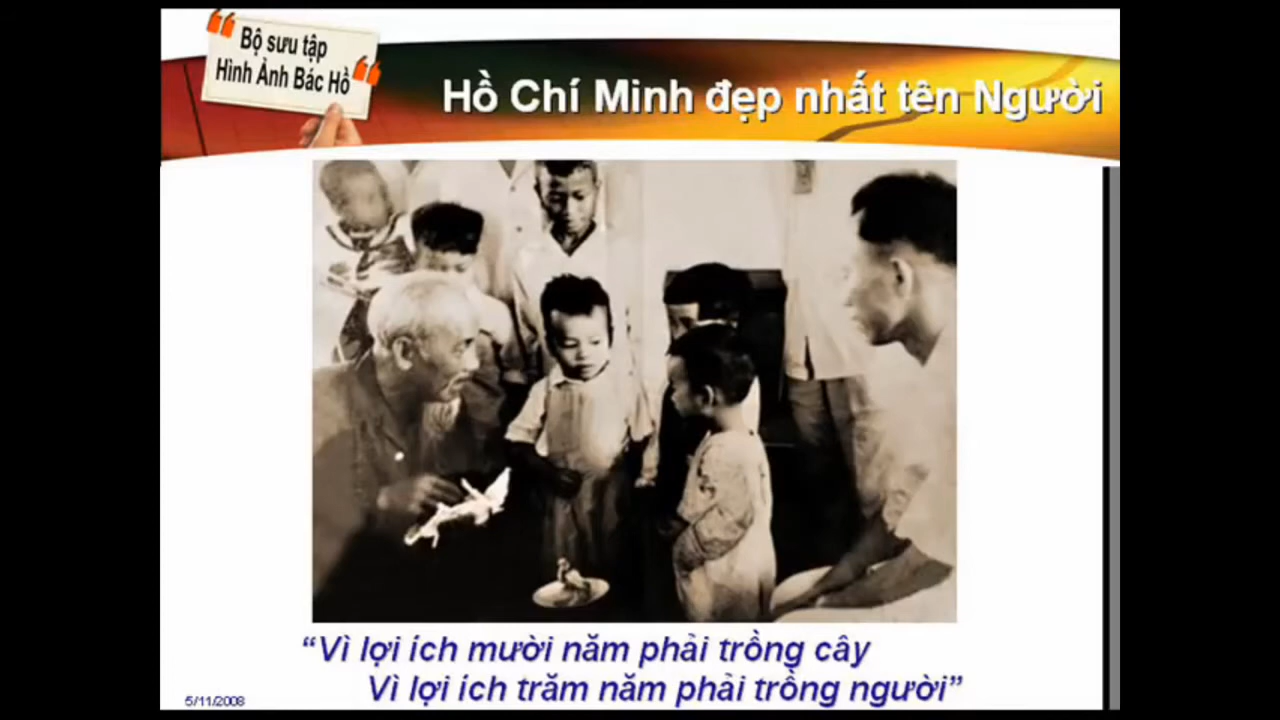 Bộ sưu tập
Hình Ảnh Bác Hồ
Hồ Chí Minh đẹp nhất tên Người
“Vì lợi ích mười năm phải trồng cây
Vì lợi ích trăm năm phải trồng người”
5/11/2008